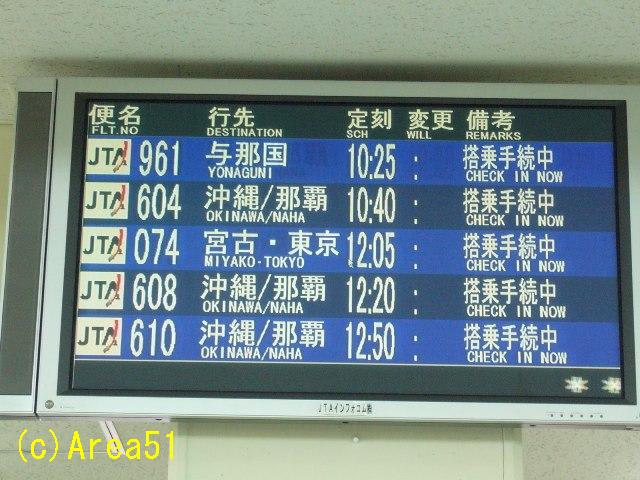 便名 行先 定刻 変更 備考
FLT.NO DESTINATION SCH WILL REMARKS
JTA 961 与那国 10:25 : 搭乗手続中
YONAGUNI CHECK IN NOW
JTA 604 沖縄/那覇 10:40 : 搭乗手続中
OKINAWA/NAHA CHECK IN NOW
JTA 074 宮古・東京 12:05 : 搭乗手続中
MIYAKO-TOKYO CHECK IN NOW
JTA 608 沖縄/那覇 12:20 : 搭乗手続中
OKINAWA/NAHA CHECK IN NOW
JTA 610 沖縄/那覇 12:50 : 搭乗手続中
OKINAWA/NAHA CHECK IN NOW
JTAインフォコム㈱
(c)Area51